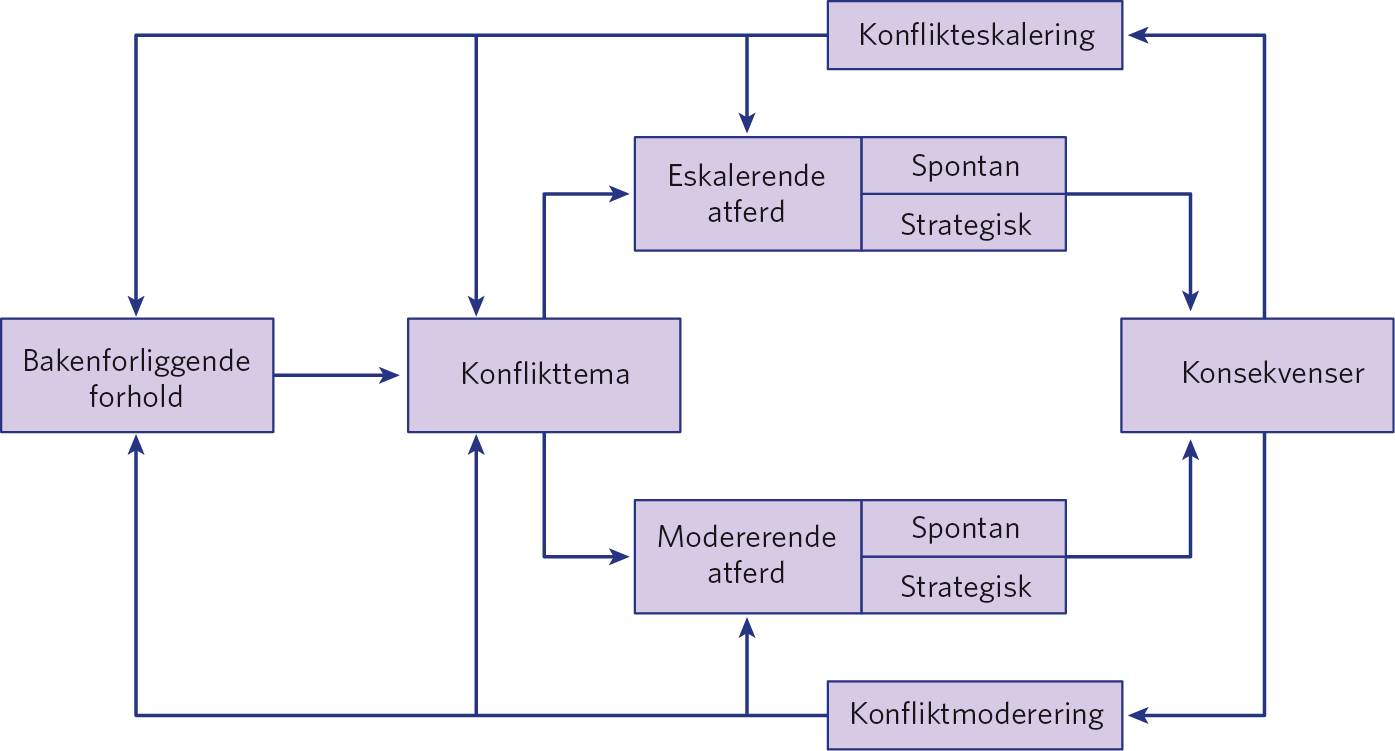 Konflikteskalering
Eskalerende
atferd
Spontan
Strategisk
Bakenforliggende
forhold
Konflikttema
Konsekvenser
Modererende
atferd
Spontan
Strategisk
Konfliktmoderering